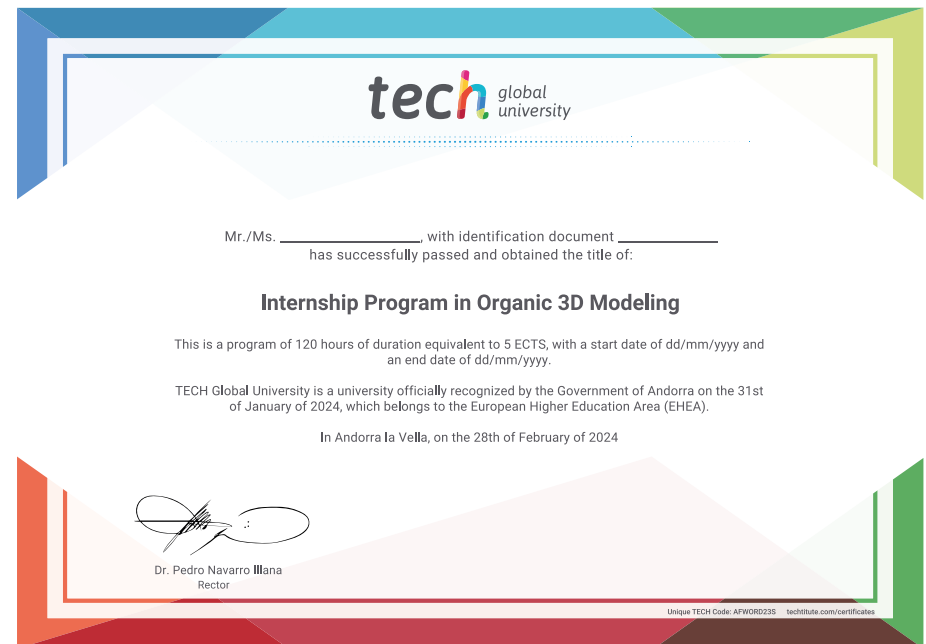 tech global university
Mr./Ms. ____________________, with identification document ______________
has successfully passed and obtained the title of:
Internship Program in Organic 3D Modeling
This is a program of 120 hours of duration equivalent to 5 ECTS, with a start date of dd/mm/yyyy and
an end date of dd/mm/yyyy.
TECH Global University is a university officially recognized by the Government of Andorra on the 31st
of January of 2024, which belongs to the European Higher Education Area (EHEA).
In Andorra la Vella, on the 28th of February of 2024
Dr. Pedro Navarro Illana
Rector
Unique TECH Code: AFWORD23S techtitute.com/certificates